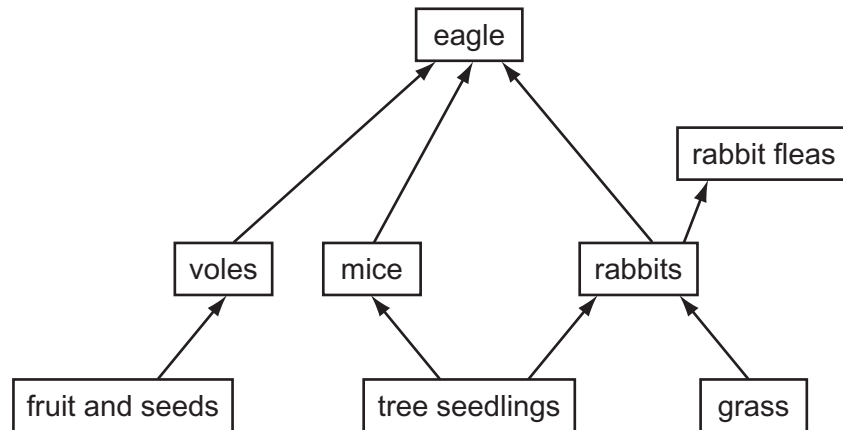 eagle
rabbit fleas
voles
mice
rabbits
fruit and seeds
tree seedlings
grass